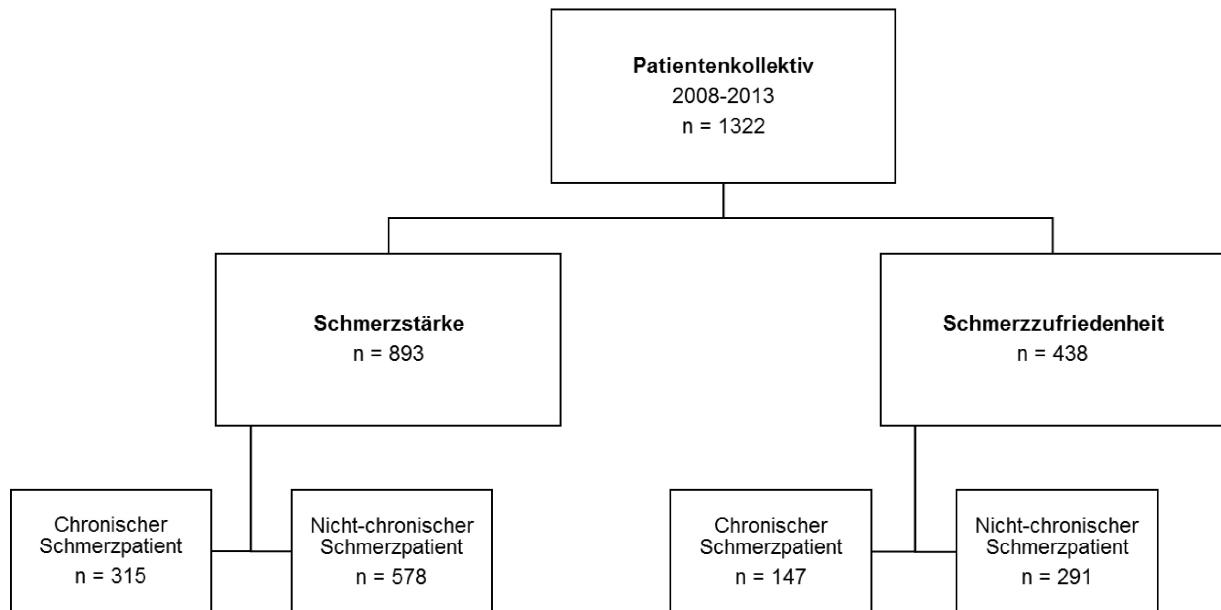 Patientenkollektiv
2008-2013
n = 1322
Schmerzstärke
n = 893
Schmerzzufriedenheit
n = 438
Chronischer
Schmerzpatient
n = 315
Nicht-chronischer
Schmerzpatient
n = 578
Chronischer
Schmerzpatient
n = 147
Nicht-chronischer
Schmerzpatient
n = 291